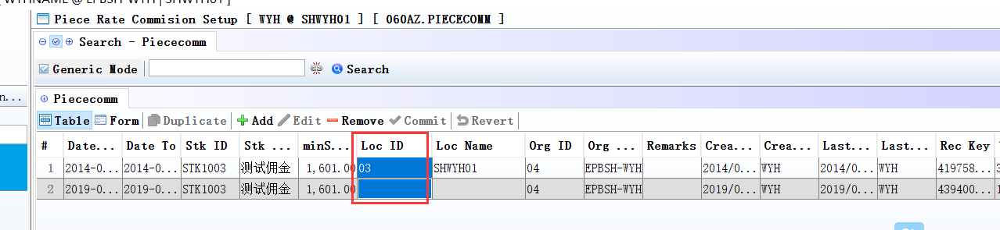 [ WYHNAME @ EPBSH-WYH | SHWYH01 ]
Piece Rate Commision Setup [ WYH @ SHWYH01 ] [ 060AZ.PIECECOMM ]
Search - Piececomm
Generic Mode Search
n...
Piececomm
Table Form Duplicate Add Edit Remove Commit Revert
# Date... Date To Stk ID Stk ... minS... Loc ID Loc Name Org ID Org ... Remarks Crea... Crea... Last... Last... Rec Key
1 2014-0... 2014-0... STK1003 测试佣金 1,601.00 03 SHWYH01 04 EPBSH-WYH 2014/0... WYH 2014/0... WYH 419758...
2 2019-0... 2019-0... STK1003 测试佣金 1,601.00 04 EPBSH-WYH 2019/0... WYH 2019/0... WYH 439400...